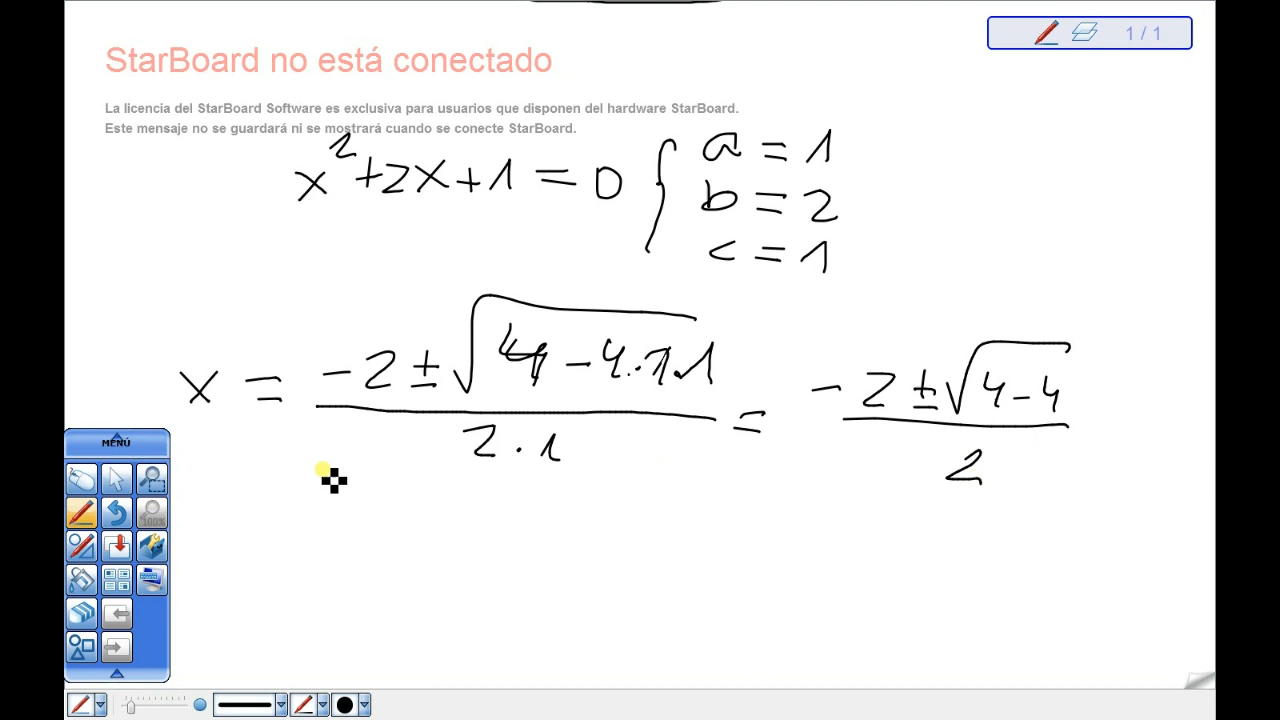 1 / 1
StarBoard no está conectado
La licencia del StarBoard Software es exclusiva para usuarios que disponen del hardware StarBoard.
Este mensaje no se guardará ni se mostrará cuando se conecte StarBoard.
x² + 2x + 1 = 0 { a = 1
b = 2
c = 1
x = (-2 ± √(4 - 4·1·1)) / (2·1) = (-2 ± √(4 - 4)) / 2
MENÚ
100%